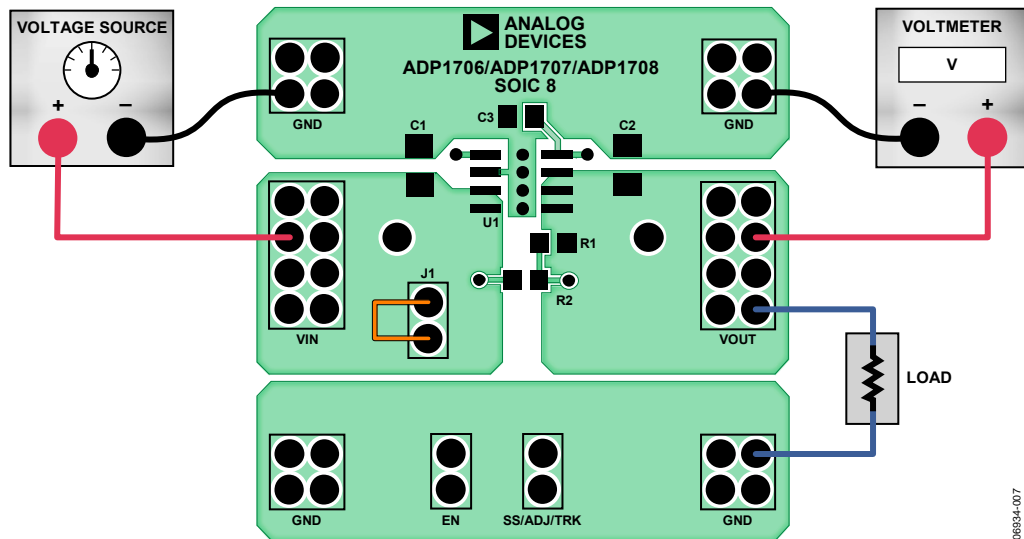 VOLTAGE SOURCE
+
–
ANALOG
DEVICES
ADP1706/ADP1707/ADP1708
SOIC 8
VOLTMETER
V
–
+
GND
C3
GND
C1
C2
U1
R1
J1
R2
VIN
VOUT
LOAD
GND
EN
SS/ADJ/TRK
GND
06934-007